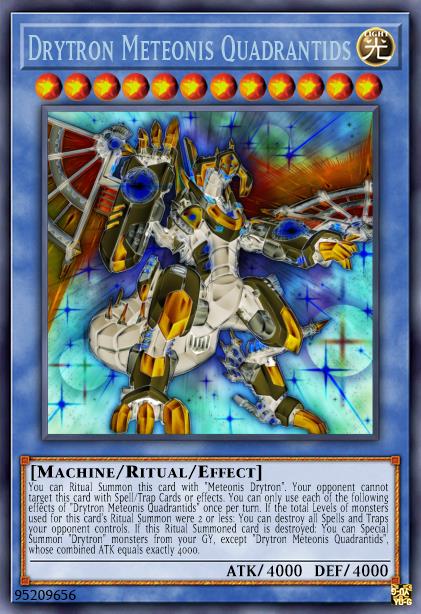 Drytron Meteonis Quadrantids
LIGHT
光
[Machine/Ritual/Effect]
You can Ritual Summon this card with "Meteonis Drytron". Your opponent cannot
target this card with Spell/Trap Cards or effects. You can only use each of the following
effects of "Drytron Meteonis Quadrantids" once per turn. If the total Levels of monsters
used for this card's Ritual Summon were 2 or less: You can destroy all Spells and Traps
your opponent controls. If this Ritual Summoned card is destroyed: You can Special
Summon "Drytron" monsters from your GY, except "Drytron Meteonis Quadrantids",
whose combined ATK equals exactly 4000.
ATK/4000 DEF/4000
95209656